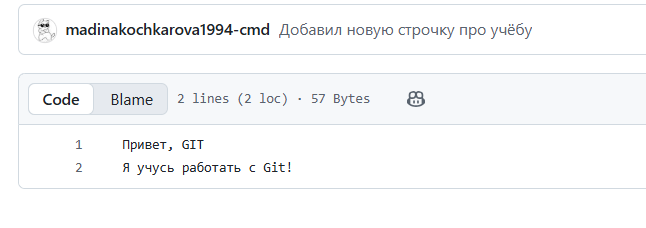 madinakochkarova1994-cmd Добавил новую строчку про учёбу
Code Blame 2 lines (2 loc) · 57 Bytes
1 Привет, GIT
2 Я учусь работать с Git!